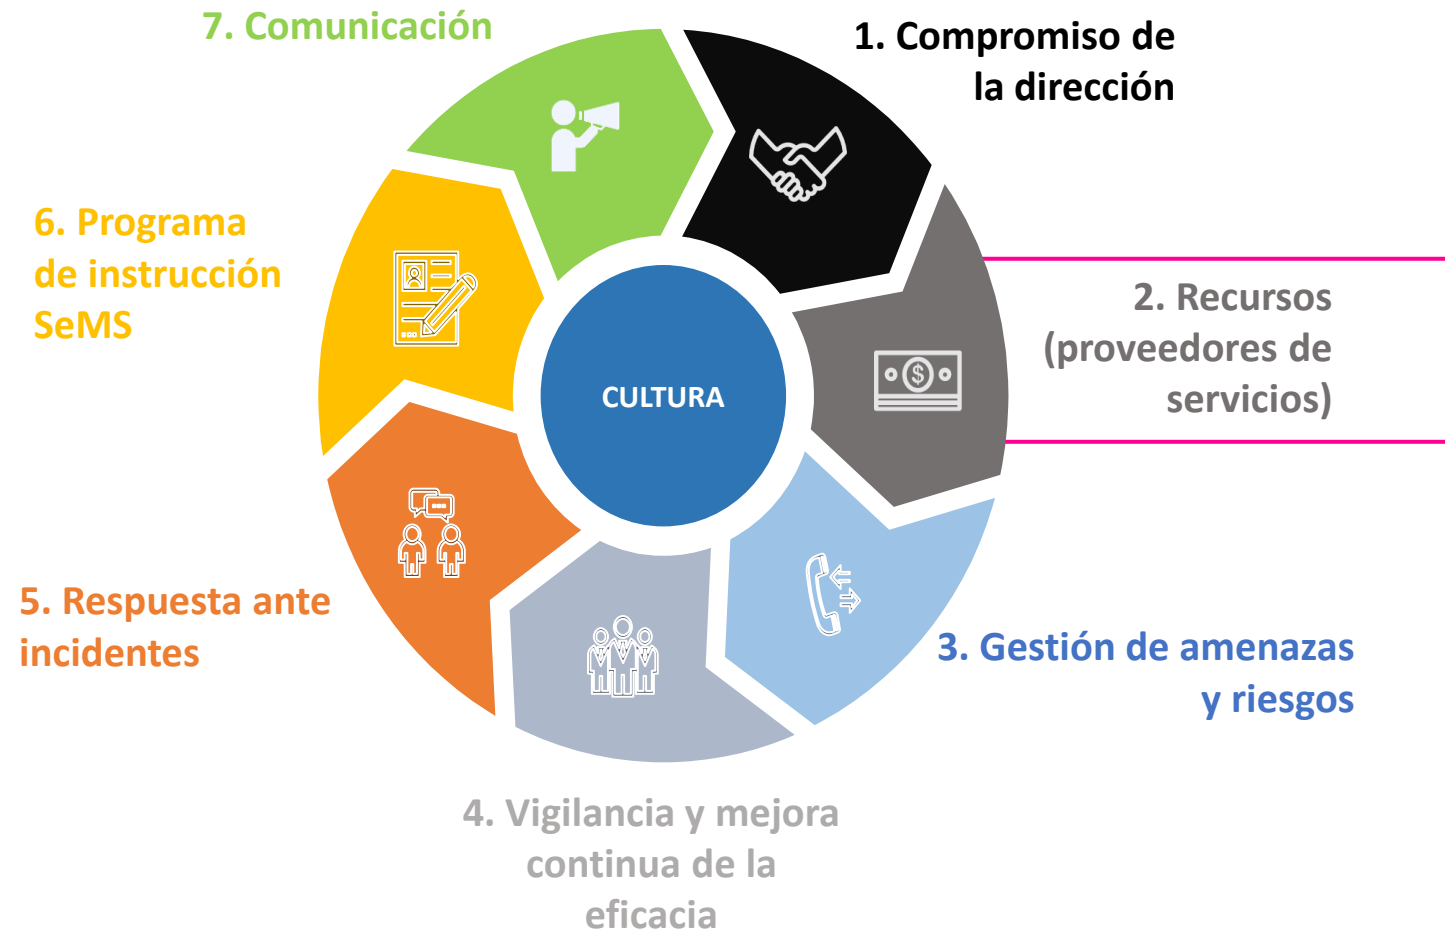 7. Comunicación
1. Compromiso de
la dirección
6. Programa
de instrucción
SeMS
2. Recursos
(proveedores de
servicios)
$
CULTURA
5. Respuesta ante
incidentes
3. Gestión de amenazas
y riesgos
4. Vigilancia y mejora
continua de la
eficacia